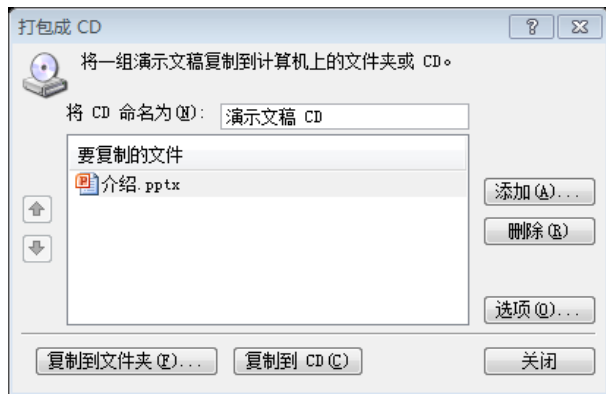 打包成 CD
将一组演示文稿复制到计算机上的文件夹或 CD。
将 CD 命名为(N): 演示文稿 CD
要复制的文件
介绍.pptx
添加(A)...
删除(R)
选项(O)...
复制到文件夹(F)... 复制到 CD(C) 关闭